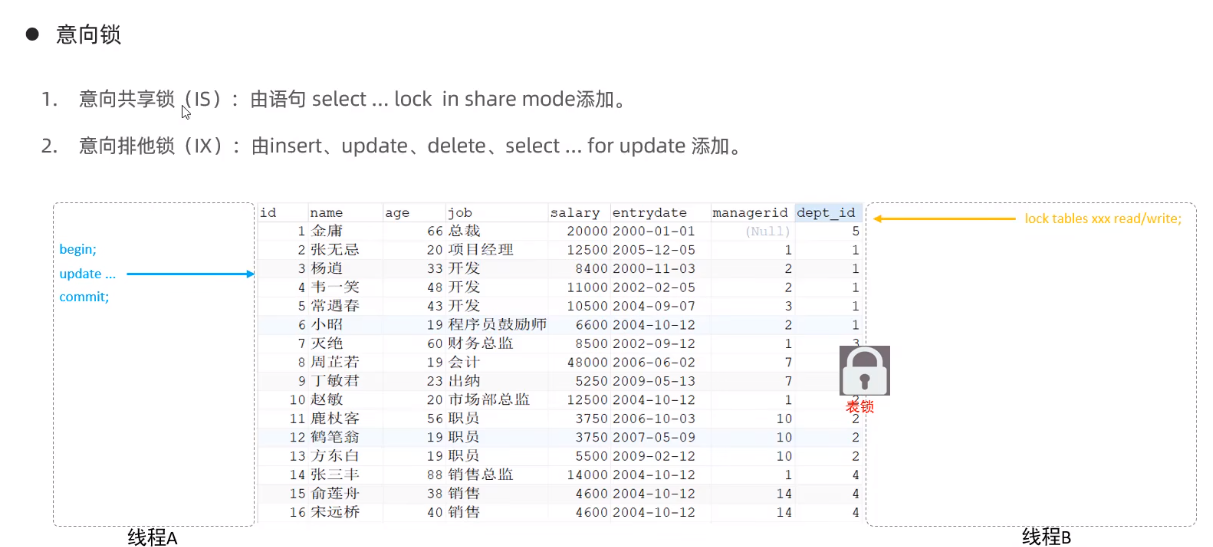 意向锁
1. 意向共享锁（IS）：由语句 select ... lock in share mode添加。
2. 意向排他锁（IX）：由insert、update、delete、select ... for update 添加。
id name age job salary entrydate managerid dept_id
1 金庸 66 总裁 20000 2000-01-01 (Null) 5
2 张无忌 20 项目经理 12500 2005-12-05 1 1
3 杨逍 33 开发 8400 2000-11-03 2 1
4 韦一笑 48 开发 11000 2002-02-05 2 1
5 常遇春 43 开发 10500 2004-09-07 3 1
6 小昭 19 程序员鼓励师 6600 2004-10-12 2 1
7 灭绝 60 财务总监 8500 2002-09-12 1 3
8 周芷若 19 会计 48000 2006-06-02 7
9 丁敏君 23 出纳 5250 2009-05-13 7
10 赵敏 20 市场部总监 12500 2004-10-12 1 2
11 鹿杖客 56 职员 3750 2006-10-03 10 2
12 鹤笔翁 19 职员 3750 2007-05-09 10 2
13 方东白 19 职员 5500 2009-02-12 10 2
14 张三丰 88 销售总监 14000 2004-10-12 1 4
15 俞莲舟 38 销售 4600 2004-10-12 14 4
16 宋远桥 40 销售 4600 2004-10-12 14 4
begin;
update ...
commit;
线程A
表锁
lock tables xxx read/write;
线程B